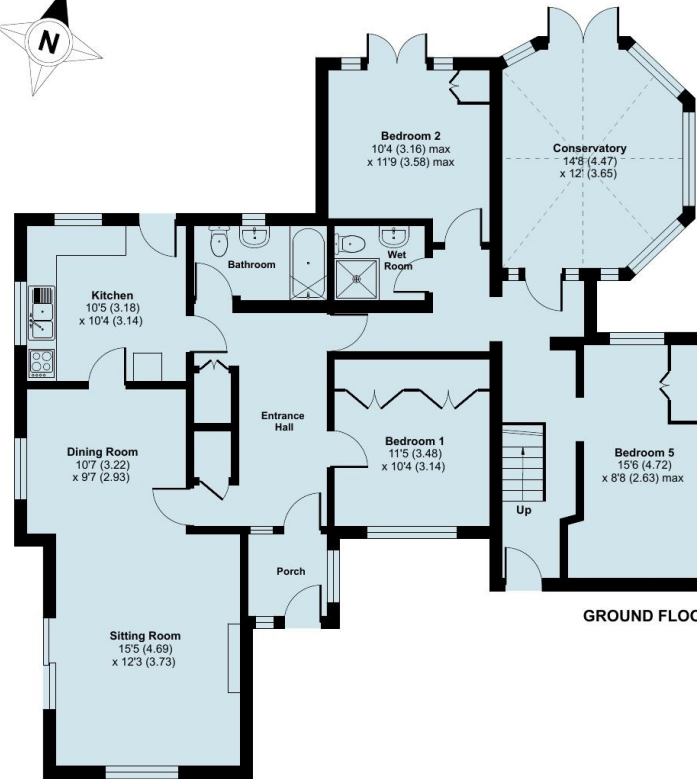 N
Bedroom 2
10'4 (3.16) max
x 11'9 (3.58) max
Conservatory
14'8 (4.47)
x 12' (3.65)
Bathroom
Wet
Room
Kitchen
10'5 (3.18)
x 10'4 (3.14)
Entrance
Hall
Bedroom 1
11'5 (3.48)
x 10'4 (3.14)
Dining Room
10'7 (3.22)
x 9'7 (2.93)
Bedroom 5
15'6 (4.72)
x 8'8 (2.63) max
Up
Porch
GROUND FLOO
Sitting Room
15'5 (4.69)
x 12'3 (3.73)